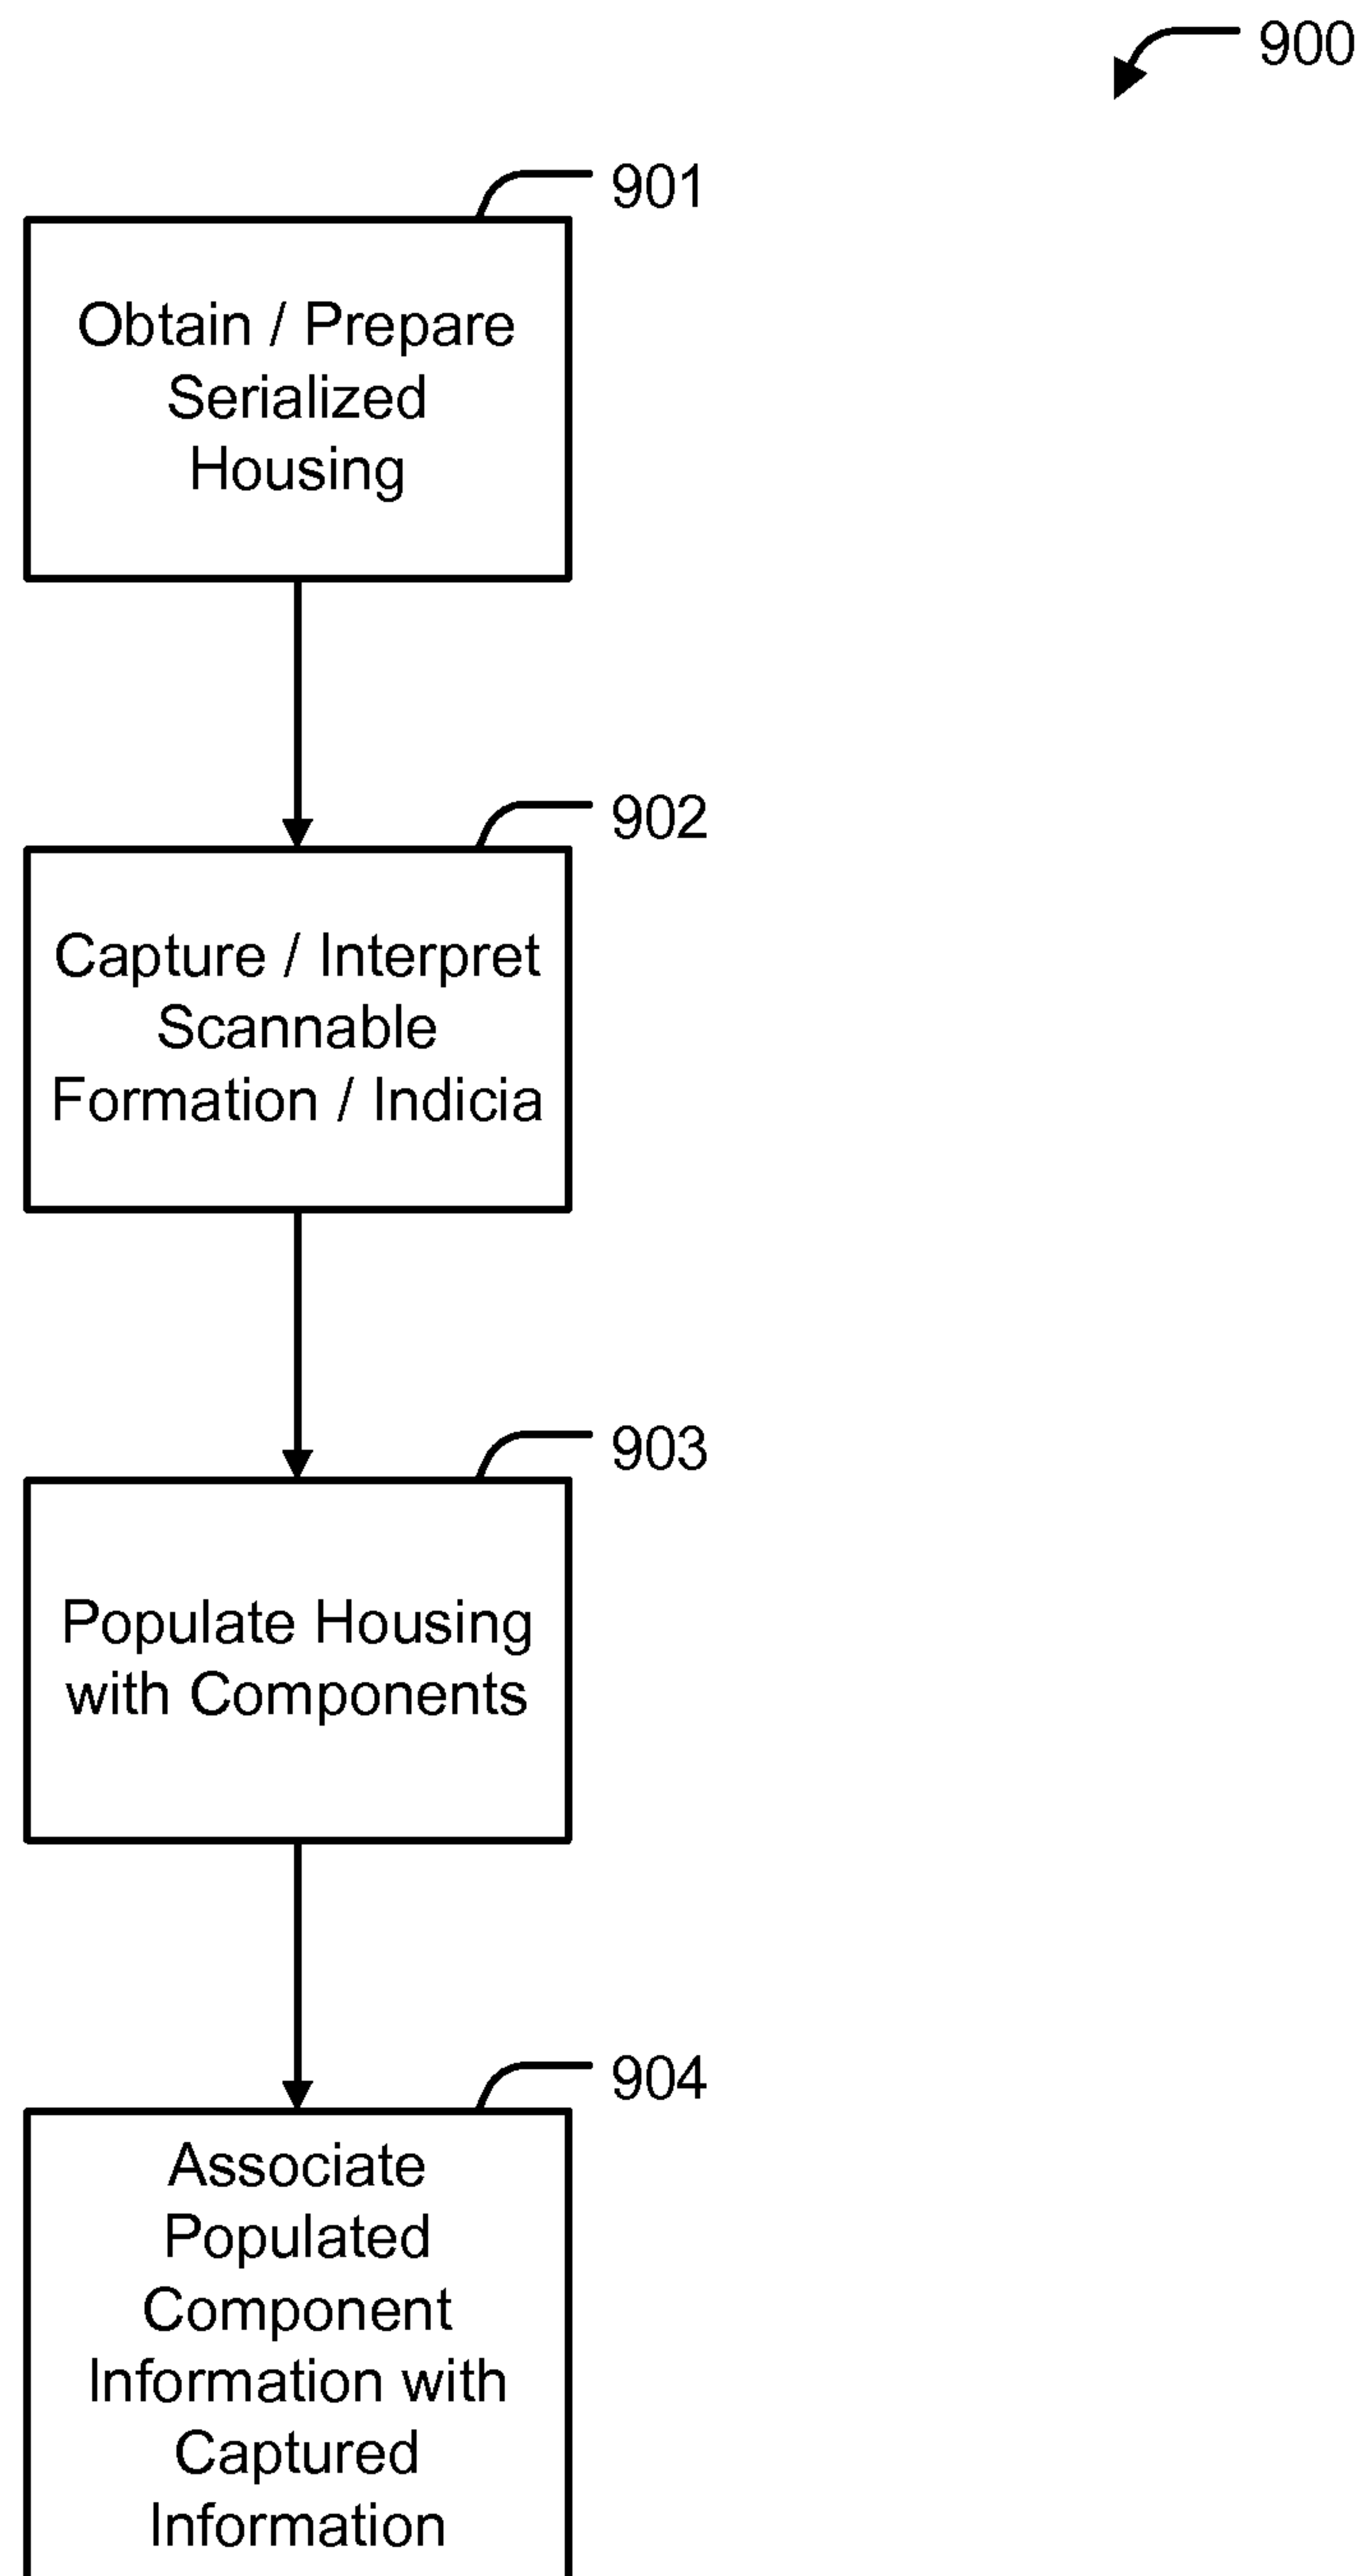 900
901
Obtain / Prepare
Serialized
Housing
902
Capture / Interpret
Scannable
Formation / Indicia
903
Populate Housing
with Components
904
Associate
Populated
Component
Information with
Captured
Information